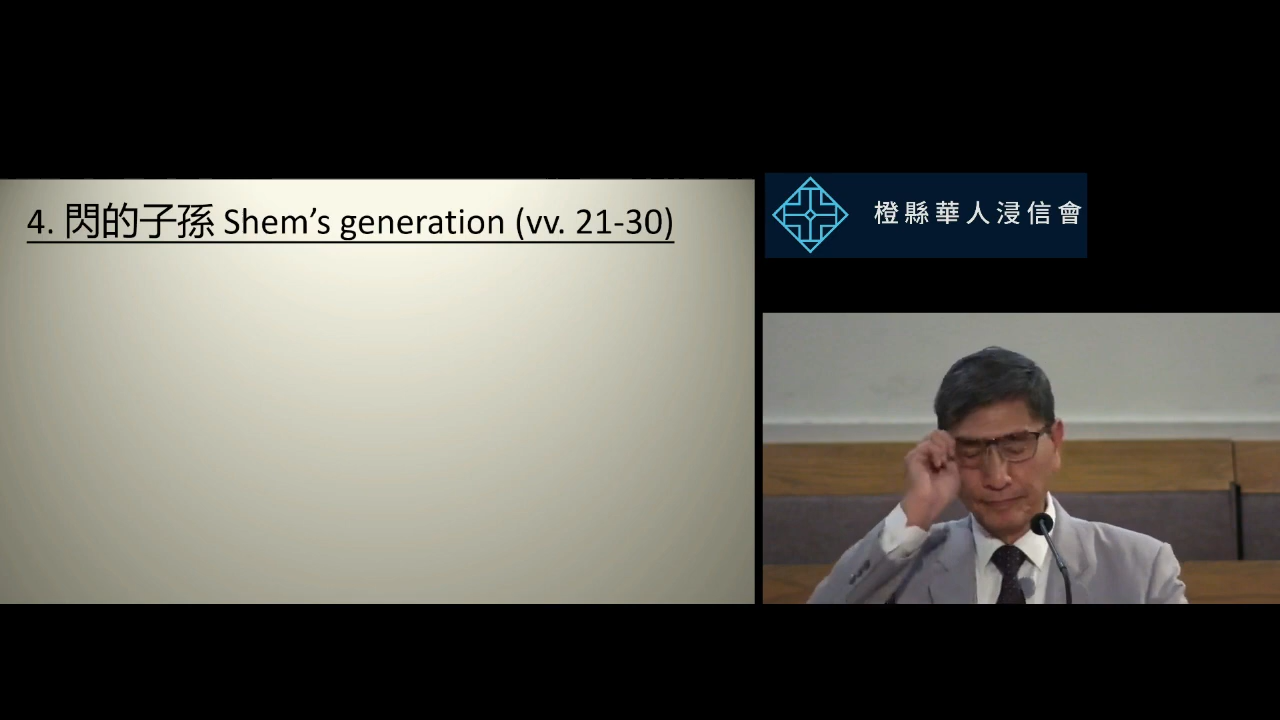 4. 閃的子孫 Shem’s generation (vv. 21-30)
橙縣華人浸信會